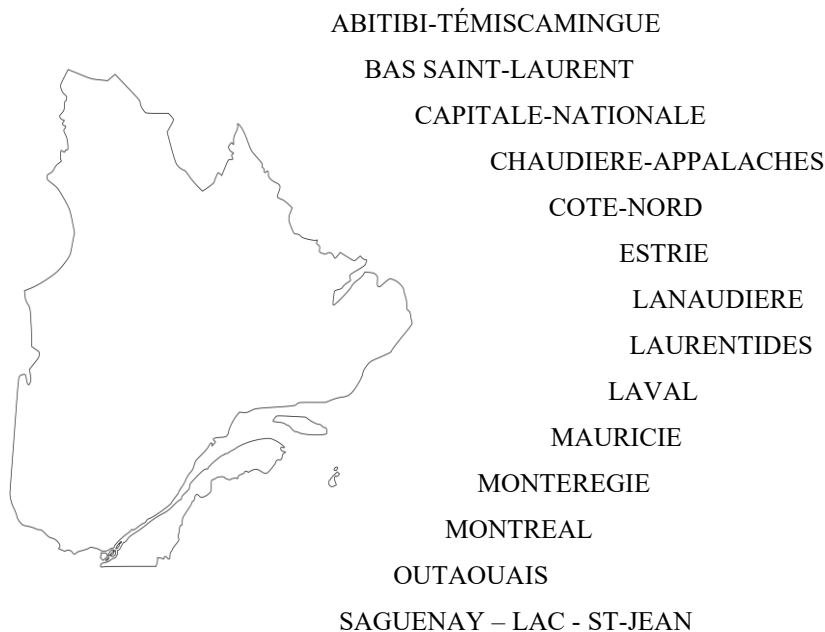 ABITIBI-TÉMISCAMINGUE
BAS SAINT-LAURENT
CAPITALE-NATIONALE
CHAUDIERE-APPALACHES
COTE-NORD
ESTRIE
LANAUDIERE
LAURENTIDES
LAVAL
MAURICIE
MONTEREGIE
MONTREAL
OUTAOUAIS
SAGUENAY – LAC - ST-JEAN